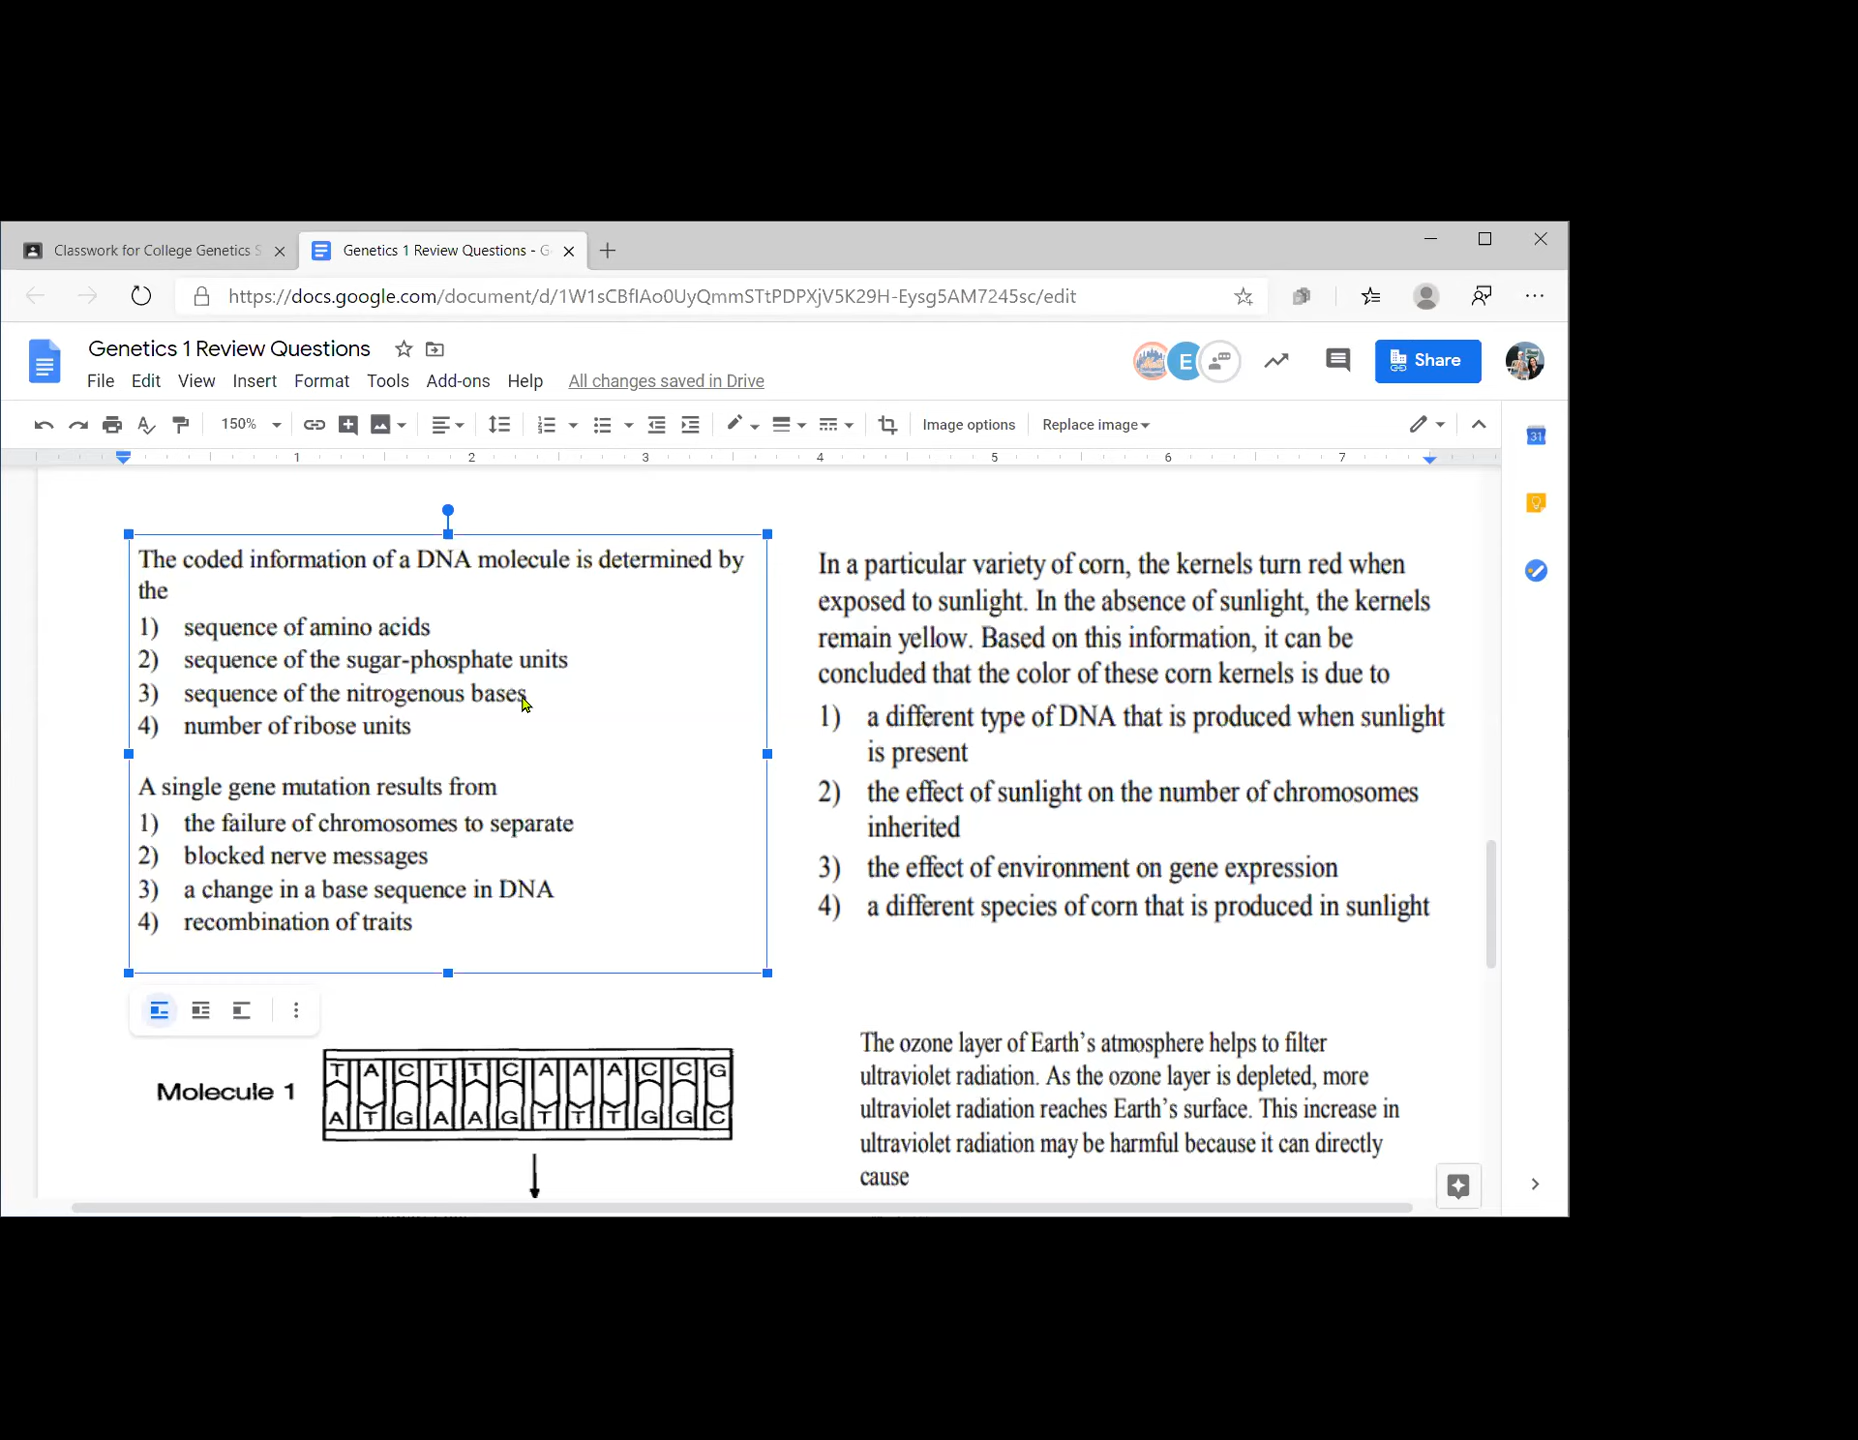 Classwork for College Genetics S
Genetics 1 Review Questions - G
https://docs.google.com/document/d/1W1sCBfIAo0UyQmmSTtPDPXjV5K29H-Eysg5AM7245sc/edit
Genetics 1 Review Questions
E
Share
File Edit View Insert Format Tools Add-ons Help All changes saved in Drive
150% Image options Replace image
1 2 3 4 5 6 7
31
The coded information of a DNA molecule is determined by
the
1) sequence of amino acids
2) sequence of the sugar-phosphate units
3) sequence of the nitrogenous bases
4) number of ribose units
A single gene mutation results from
1) the failure of chromosomes to separate
2) blocked nerve messages
3) a change in a base sequence in DNA
4) recombination of traits
In a particular variety of corn, the kernels turn red when
exposed to sunlight. In the absence of sunlight, the kernels
remain yellow. Based on this information, it can be
concluded that the color of these corn kernels is due to
1) a different type of DNA that is produced when sunlight
is present
2) the effect of sunlight on the number of chromosomes
inherited
3) the effect of environment on gene expression
4) a different species of corn that is produced in sunlight
Molecule 1
T A C T T C A A A C C G
A T G A A G T T T G G C
The ozone layer of Earth's atmosphere helps to filter
ultraviolet radiation. As the ozone layer is depleted, more
ultraviolet radiation reaches Earth's surface. This increase in
ultraviolet radiation may be harmful because it can directly
cause